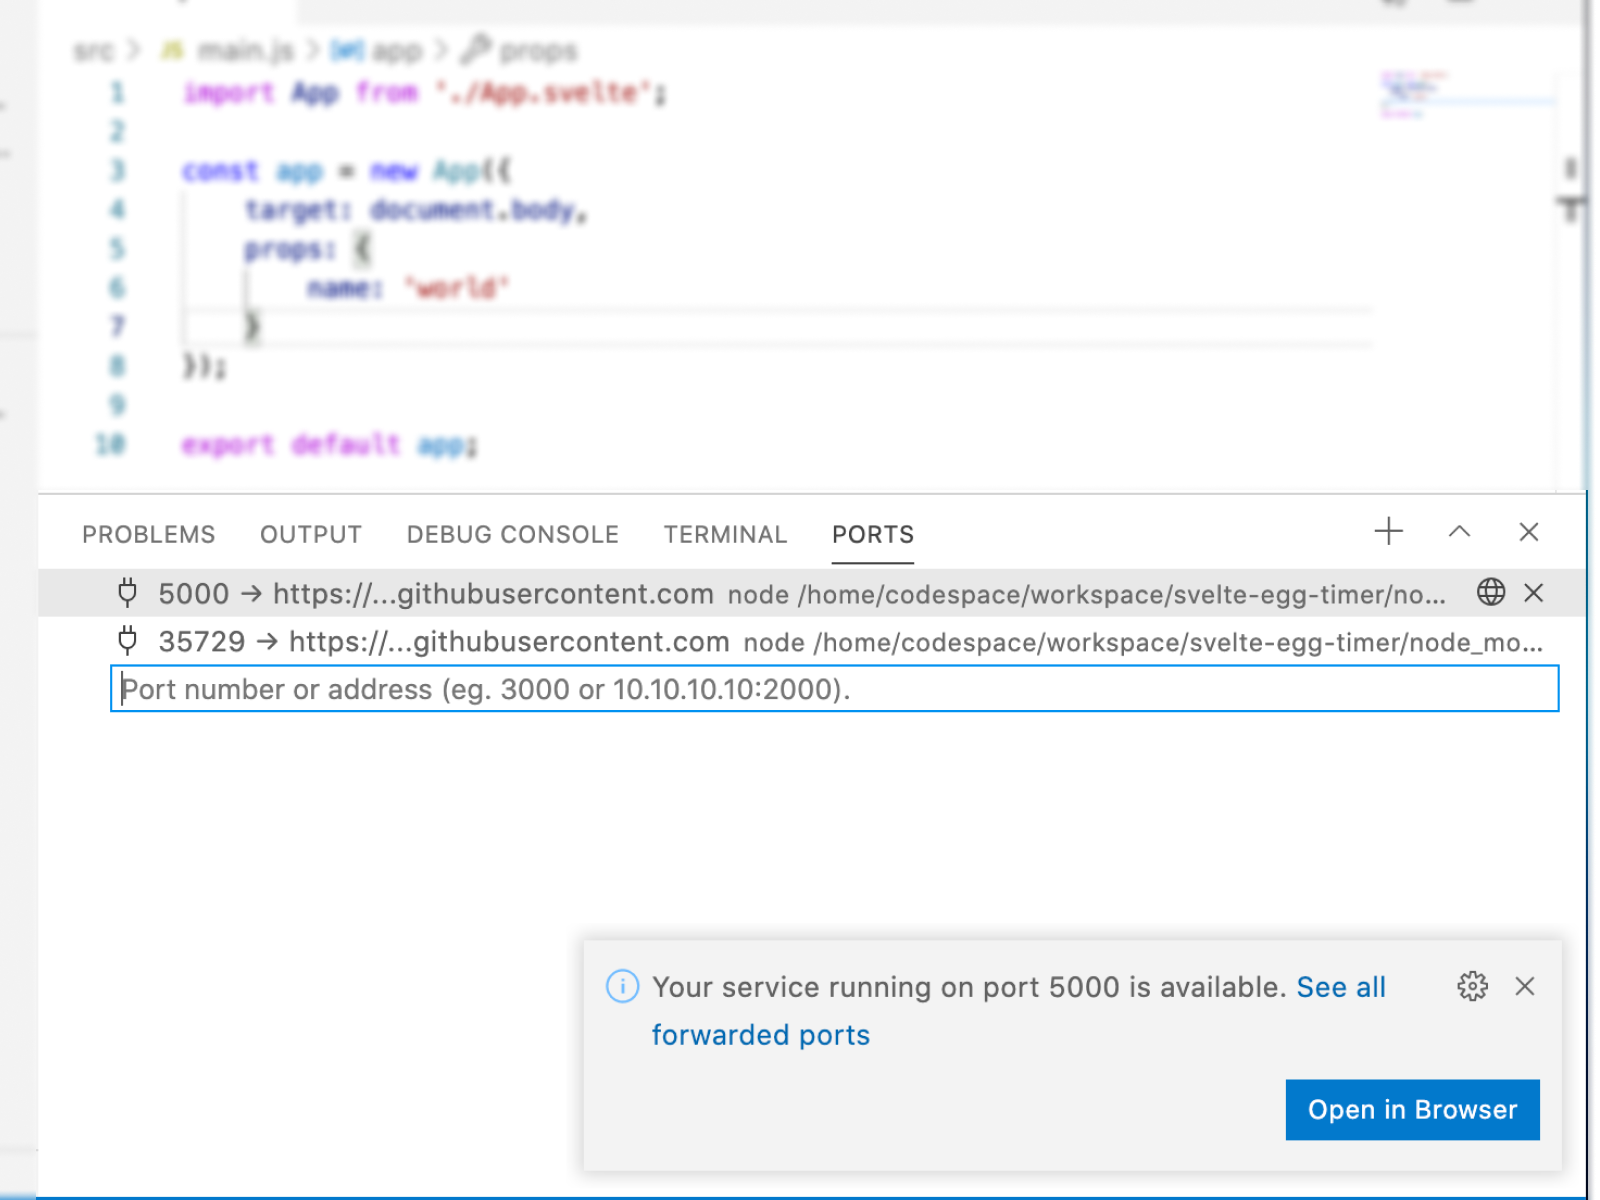 src > JS main.js > app > props
1 import App from './App.svelte';
2
3 const app = new App({
4 target: document.body,
5 props: {
6 name: 'world'
7 }
8 });
9
10 export default app;
PROBLEMS OUTPUT DEBUG CONSOLE TERMINAL PORTS
5000 → https://...githubusercontent.com node /home/codespace/workspace/svelte-egg-timer/no...
35729 → https://...githubusercontent.com node /home/codespace/workspace/svelte-egg-timer/node_mo...
Port number or address (eg. 3000 or 10.10.10.10:2000).
Your service running on port 5000 is available. See all
forwarded ports
Open in Browser